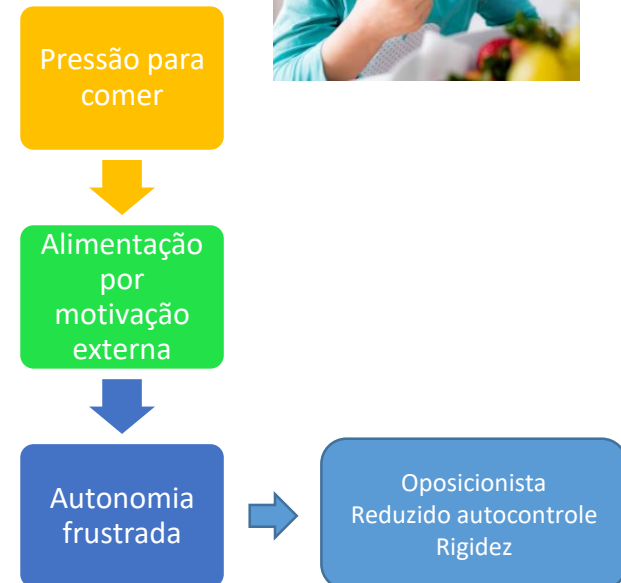 Pressão para
comer
Alimentação
por
motivação
externa
Autonomia
frustrada
Oposicionista
Reduzido autocontrole
Rigidez